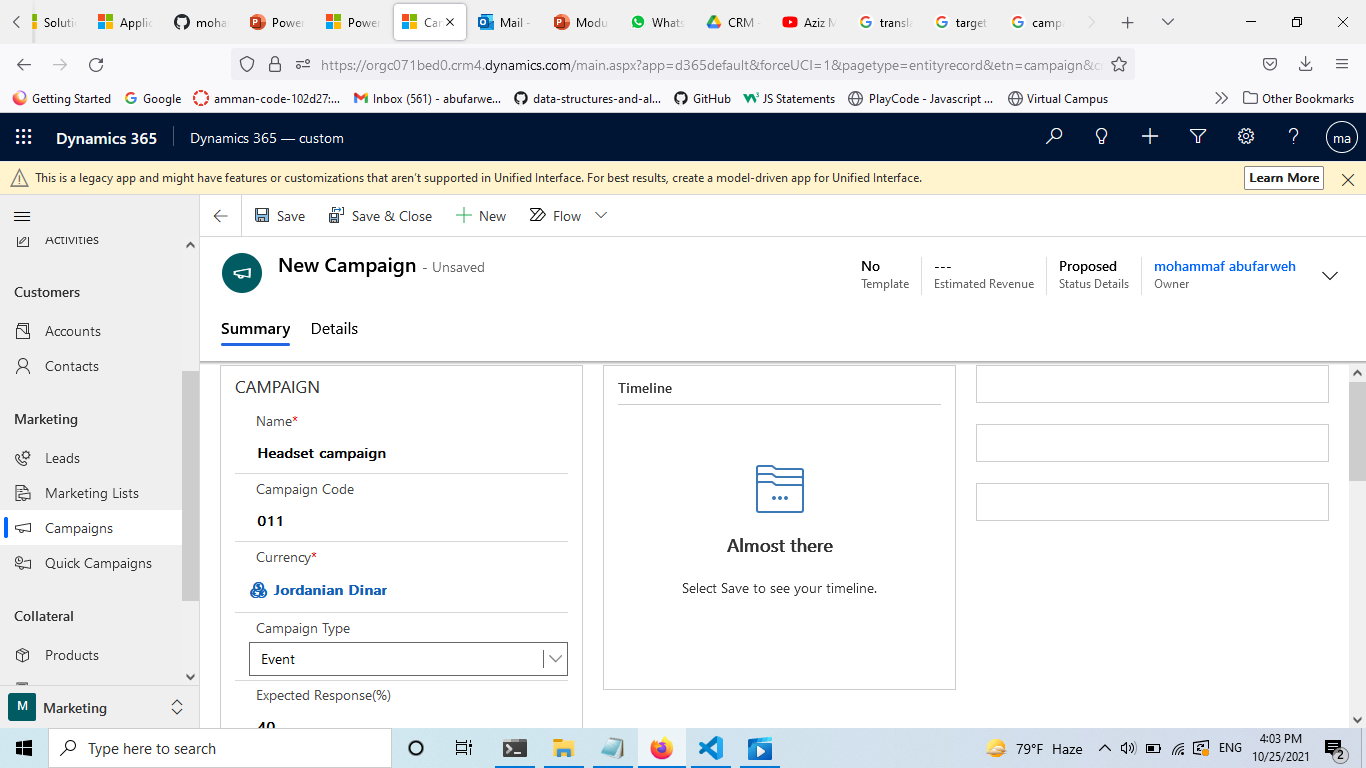 Soluti
Applic
moha
Power
Power
Car
Mail -
Modu
Whats
CRM -
Aziz M
transla
target
campa
https://orgc071bed0.crm4.dynamics.com/main.aspx?app=d365default&forceUCI=1&pagetype=entityrecord&etn=campaign&c
Getting Started
Google
amman-code-102d27:...
Inbox (561) - abufarwe...
data-structures-and-al...
GitHub
JS Statements
PlayCode - Javascript ...
Virtual Campus
Other Bookmarks
Dynamics 365
Dynamics 365 — custom
ma
This is a legacy app and might have features or customizations that aren't supported in Unified Interface. For best results, create a model-driven app for Unified Interface.
Learn More
Save
Save & Close
New
Flow
Activities
Customers
Accounts
Contacts
Marketing
Leads
Marketing Lists
Campaigns
Quick Campaigns
Collateral
Products
M
Marketing
New Campaign - Unsaved
No
Template
---
Estimated Revenue
Proposed
Status Details
mohammaf abufarweh
Owner
Summary
Details
CAMPAIGN
Name*
Headset campaign
Campaign Code
011
Currency*
Jordanian Dinar
Campaign Type
Event
Expected Response(%)
40
Timeline
Almost there
Select Save to see your timeline.
Type here to search
79°F Haze
ENG
4:03 PM
10/25/2021
2